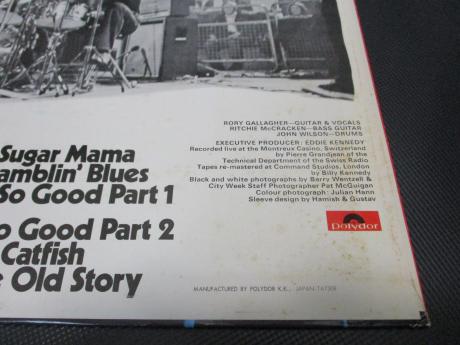 RORY GALLAGHER—GUITAR & VOCALS
RITCHIE McCRACKEN—BASS GUITAR
JOHN WILSON—DRUMS
EXECUTIVE PRODUCER: EDDIE KENNEDY
Recorded live at the Montreux Casino, Switzerland
by Pierre Grandjean of the
Technical Department of the Swiss Radio
Tapes re-mastered at Command Studios, London
by Billy Kennedy
Black and white photographs by Barry Wentzell &
City Week Staff Photographer Pat McGuigan
Colour photograph: Julian Hann
Sleeve design by Hamish & Gustav
Sugar Mama
amblin' Blues
So Good Part 1
o Good Part 2
Catfish
e Old Story
Polydor
MANUFACTURED BY POLYDOR K.K., JAPAN